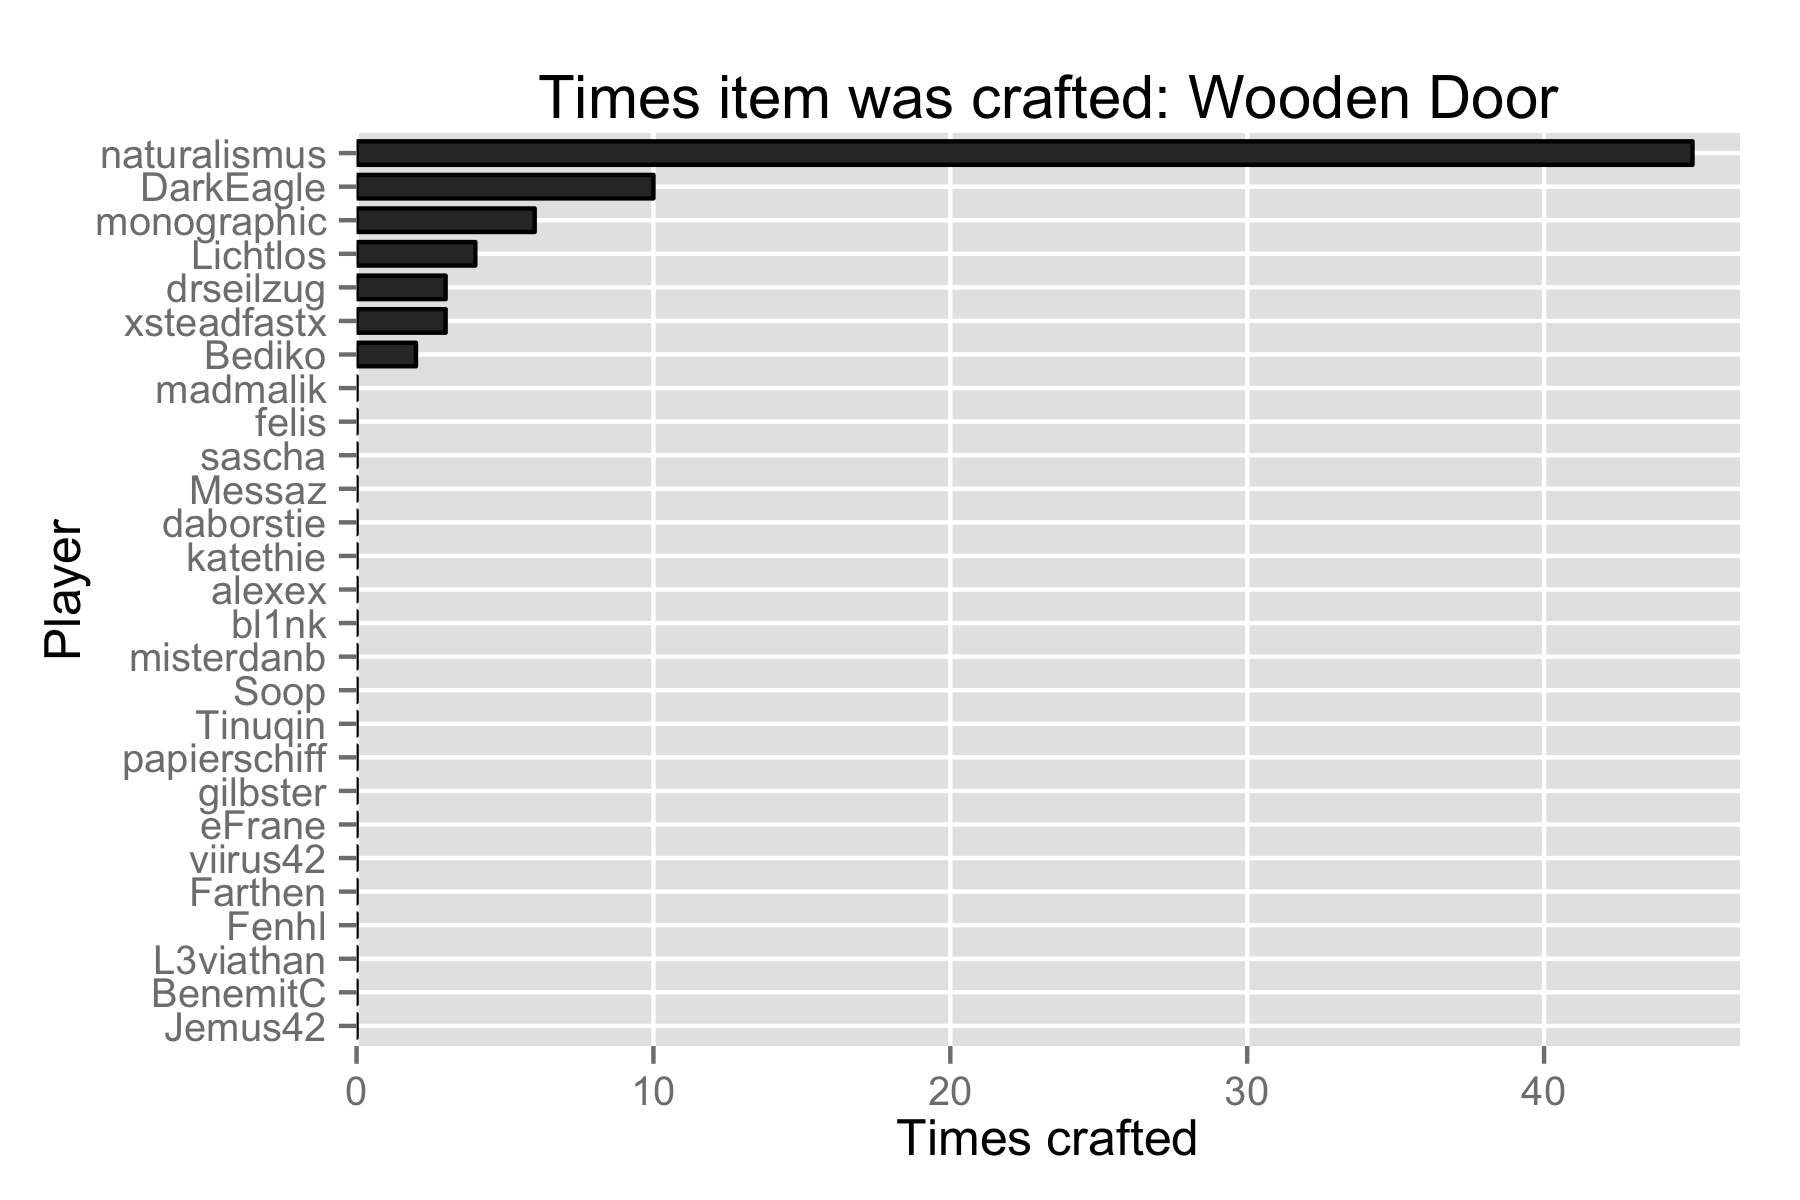 Times item was crafted: Wooden Door
naturalismus
DarkEagle
monographic
Lichtlos
drseilzug
xsteadfastx
Bediko
madmalik
felis
sascha
Messaz
daborstie
katethie
alexex
bl1nk
misterdanb
Soop
Tinuqin
papierschiff
gilbster
eFrane
viirus42
Farthen
Fenhl
L3viathan
BenemitC
Jemus42
Player
0 10 20 30 40
Times crafted